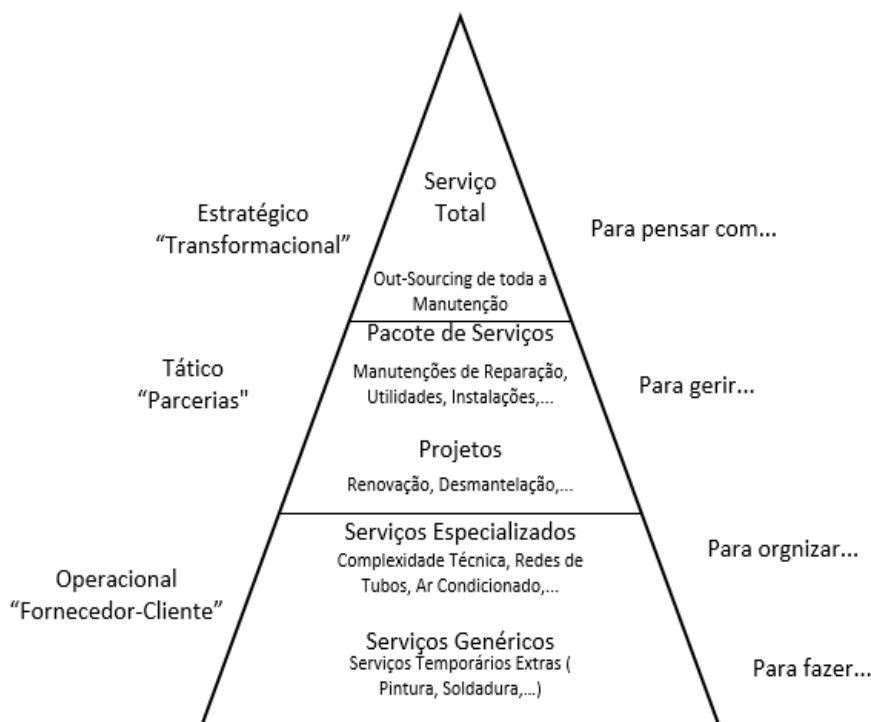 Serviço
Total
Estratégico
“Transformacional”
Para pensar com...
Out-Sourcing de toda a
Manutenção
Pacote de Serviços
Tático
“Parcerias"
Manutenções de Reparação,
Utilidades, Instalações,...
Para gerir...
Projetos
Renovação, Desmantelação,...
Serviços Especializados
Complexidade Técnica, Redes de
Tubos, Ar Condicionado,...
Para orgnizar...
Operacional
“Fornecedor-Cliente”
Serviços Genéricos
Serviços Temporários Extras (
Pintura, Soldadura,...)
Para fazer...